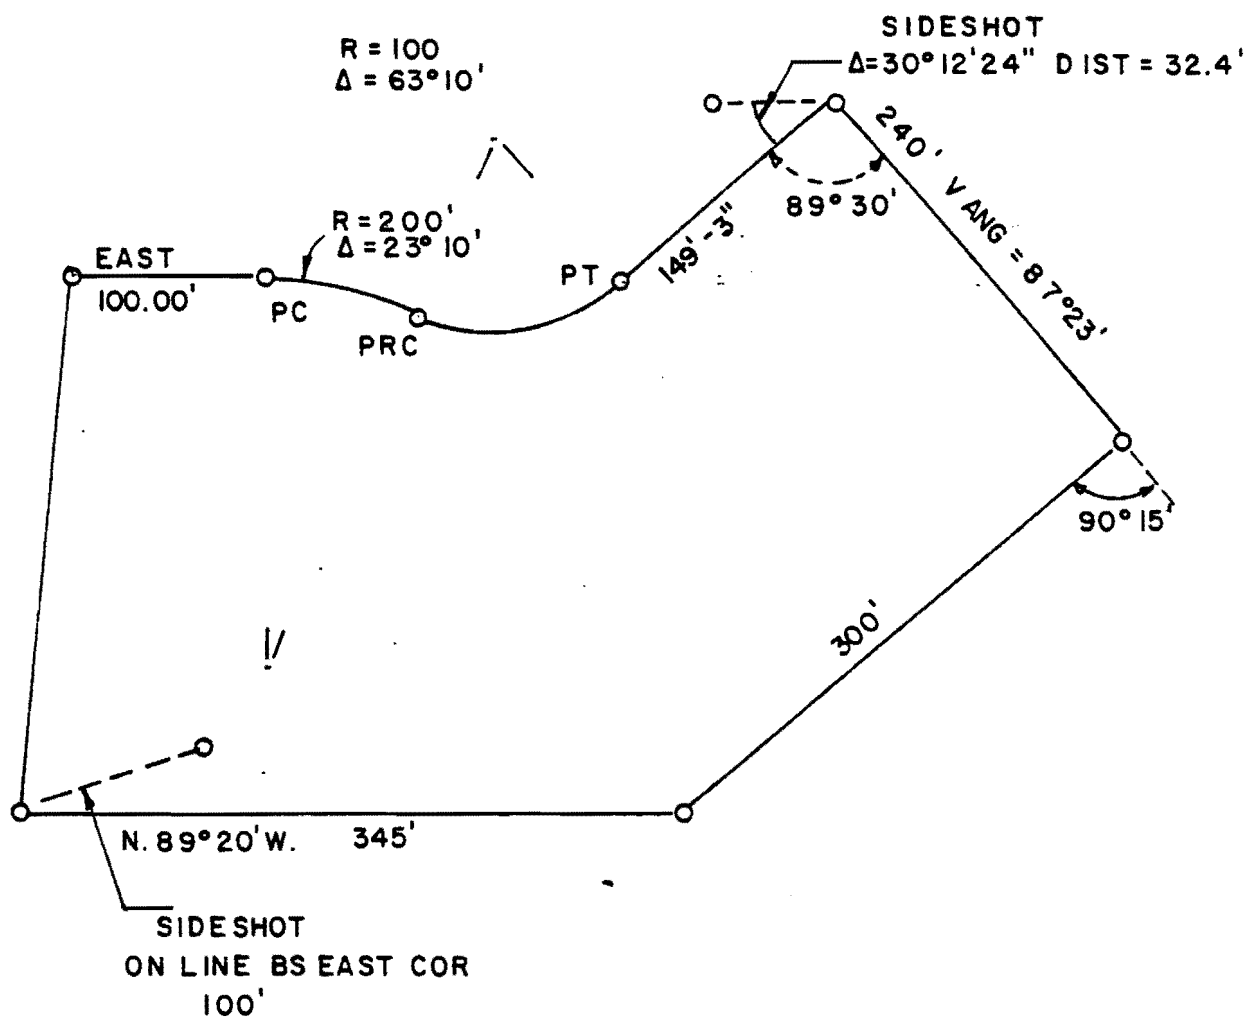 SIDESHOT
Δ=30°12'24" DIST = 32.4'
R = 100
Δ = 63°10'
240' V ANG = 87°23'
89°30'
R = 200'
Δ = 23°10'
149'-3"
EAST
100.00'
PC
PT
PRC
90°15'
300'
N. 89°20'W. 345'
SIDESHOT
ON LINE BS EAST COR
100'